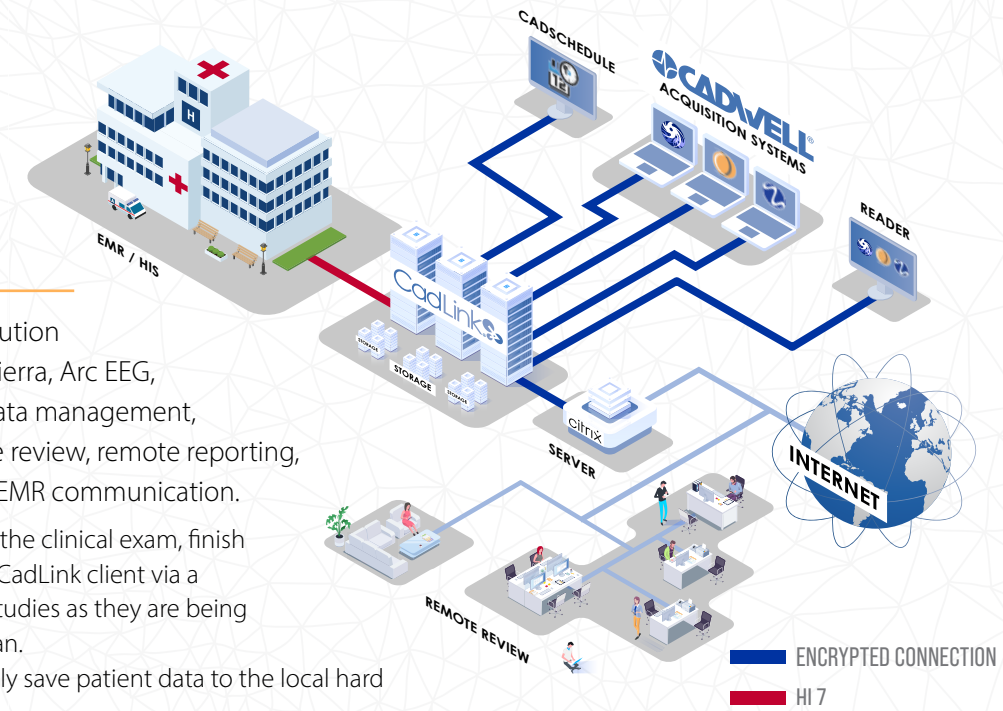 CADSCHEDULE
CADWELL®
ACQUISITION SYSTEMS
READER
H
EMR / HIS
CadLink
STORAGE
STORAGE
STORAGE
citrix
SERVER
INTERNET
REMOTE REVIEW
ution
ierra, Arc EEG,
ata management,
e review, remote reporting,
EMR communication.
the clinical exam, finish
CadLink client via a
tudies as they are being
an.
ly save patient data to the local hard
ENCRYPTED CONNECTION
HI 7